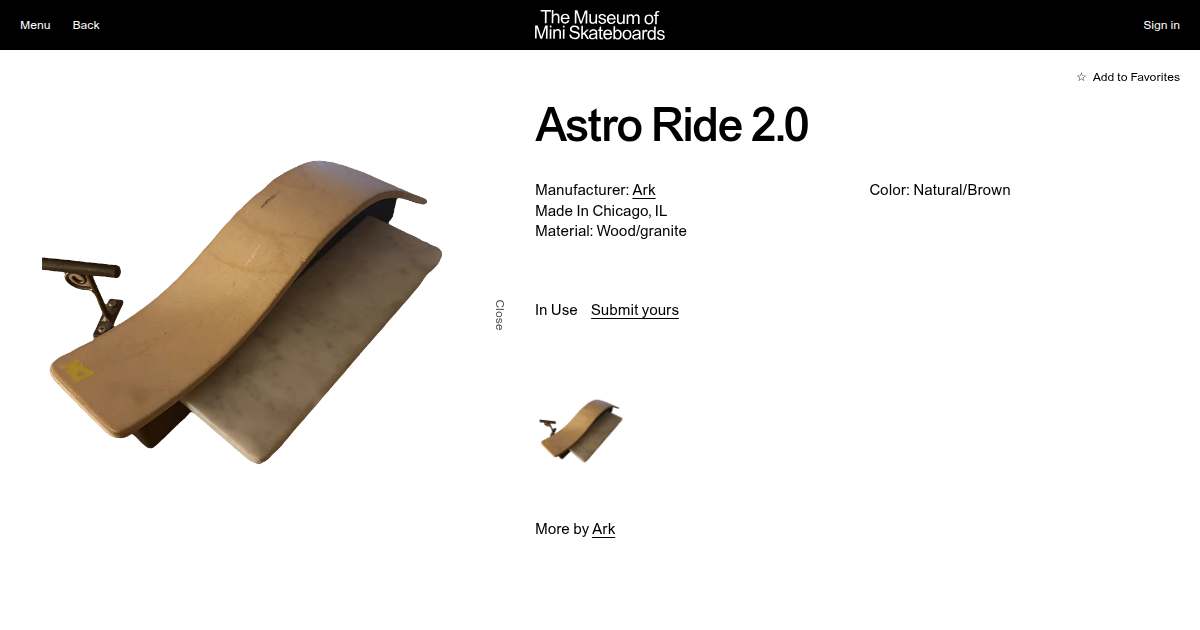 Menu
Back
The Museum of
Mini Skateboards
Sign in
☆ Add to Favorites
Astro Ride 2.0
Manufacturer: Ark
Made In Chicago, IL
Material: Wood/granite
Color: Natural/Brown
Close
In Use
Submit yours
More by Ark